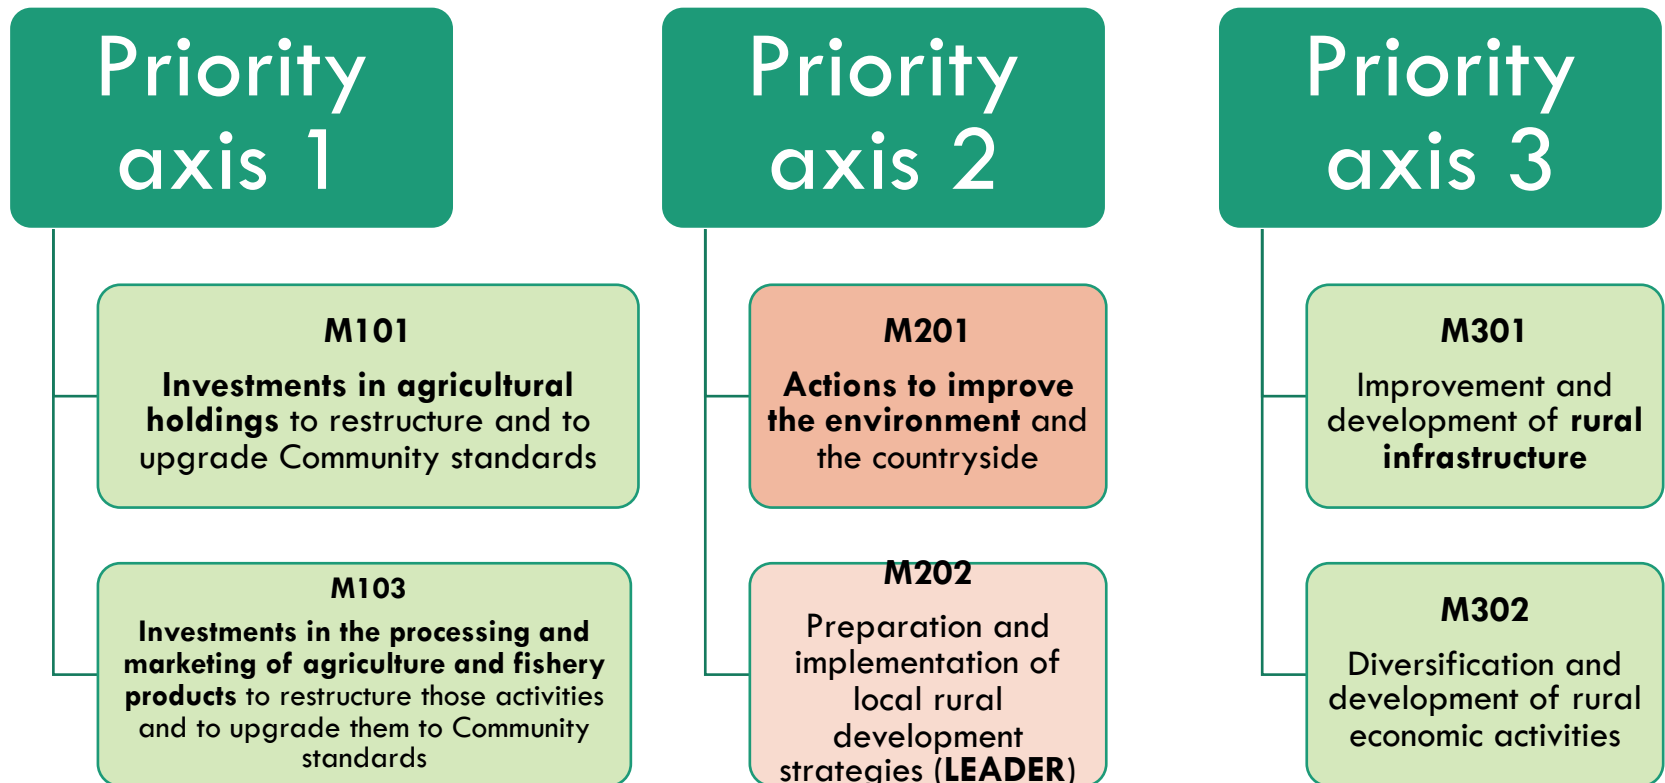 Priority
axis 1
M101
Investments in agricultural
holdings to restructure and to
upgrade Community standards
M103
Investments in the processing and
marketing of agriculture and fishery
products to restructure those activities
and to upgrade them to Community
standards
Priority
axis 2
M201
Actions to improve
the environment and
the countryside
M202
Preparation and
implementation of
local rural
development
strategies (LEADER)
Priority
axis 3
M301
Improvement and
development of rural
infrastructure
M302
Diversification and
development of rural
economic activities